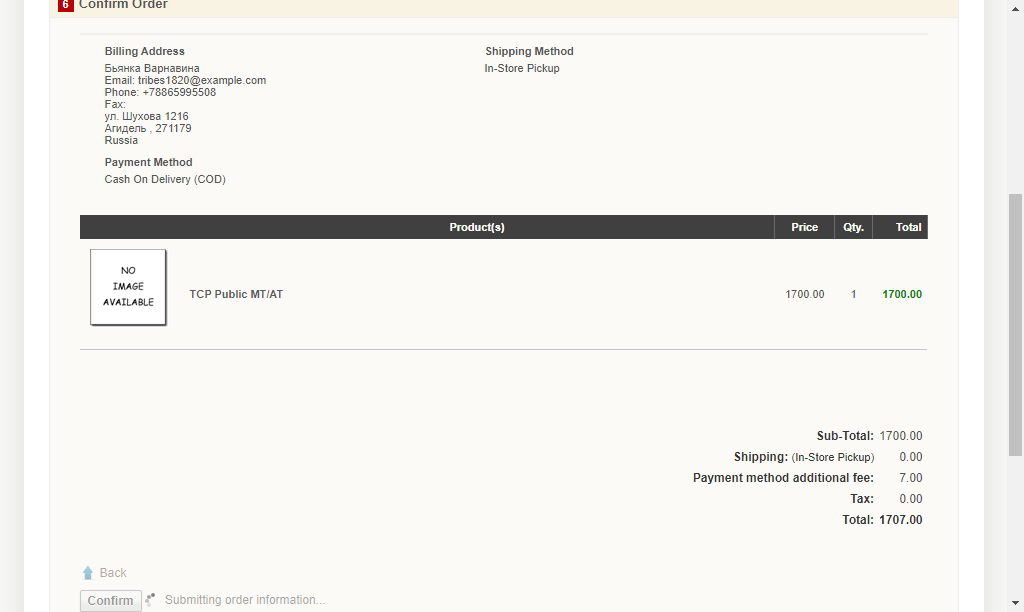 6 Confirm Order
Billing Address
Бьянка Варнавина
Email: tribes1820@example.com
Phone: +78865995508
Fax:
ул. Шухова 1216
Агидель , 271179
Russia
Payment Method
Cash On Delivery (COD)
Shipping Method
In-Store Pickup
Product(s) Price Qty. Total
NO
IMAGE
AVAILABLE
TCP Public MT/AT 1700.00 1 1700.00
Sub-Total: 1700.00
Shipping: (In-Store Pickup) 0.00
Payment method additional fee: 7.00
Tax: 0.00
Total: 1707.00
Back
Confirm Submitting order information...